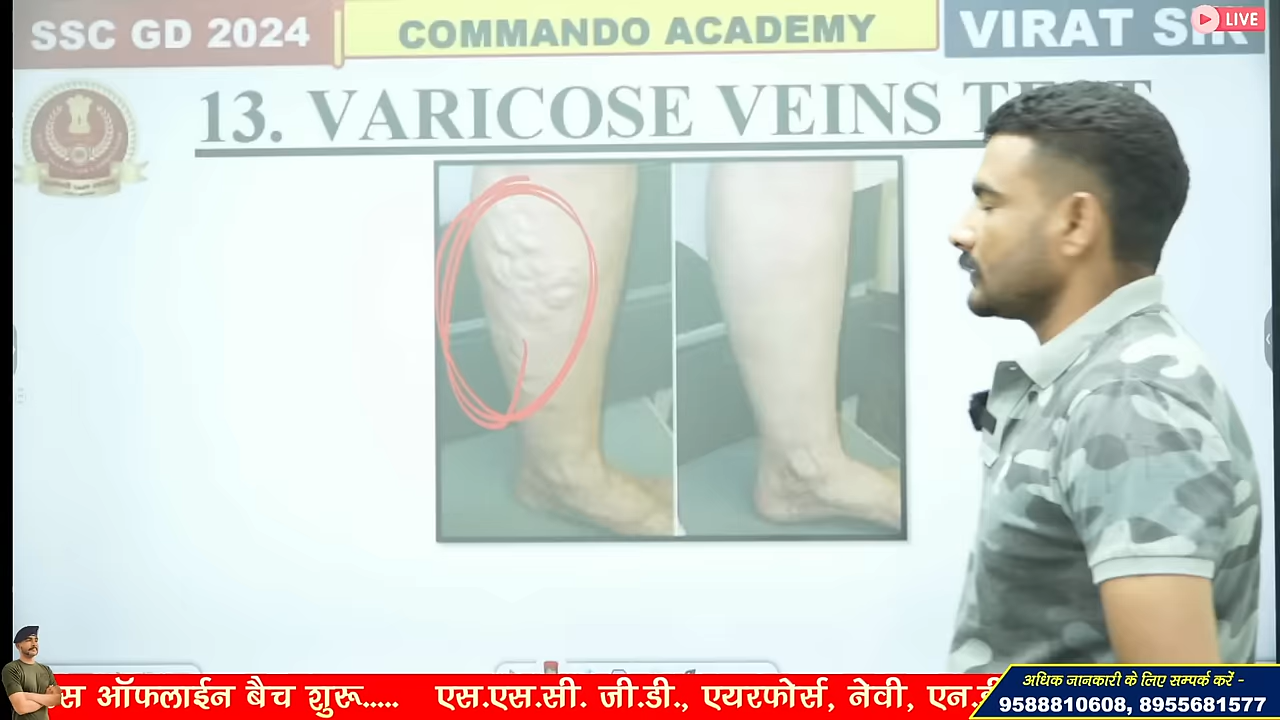 SSC GD 2024
COMMANDO ACADEMY
VIRAT SIR
LIVE
13. VARICOSE VEINS TEST
ऑफलाईन बैच शुरू..... एस.एस.सी. जी.डी., एयरफोर्स, नेवी,
अधिक जानकारी के लिए सम्पर्क करें -
9588810608, 8955681577